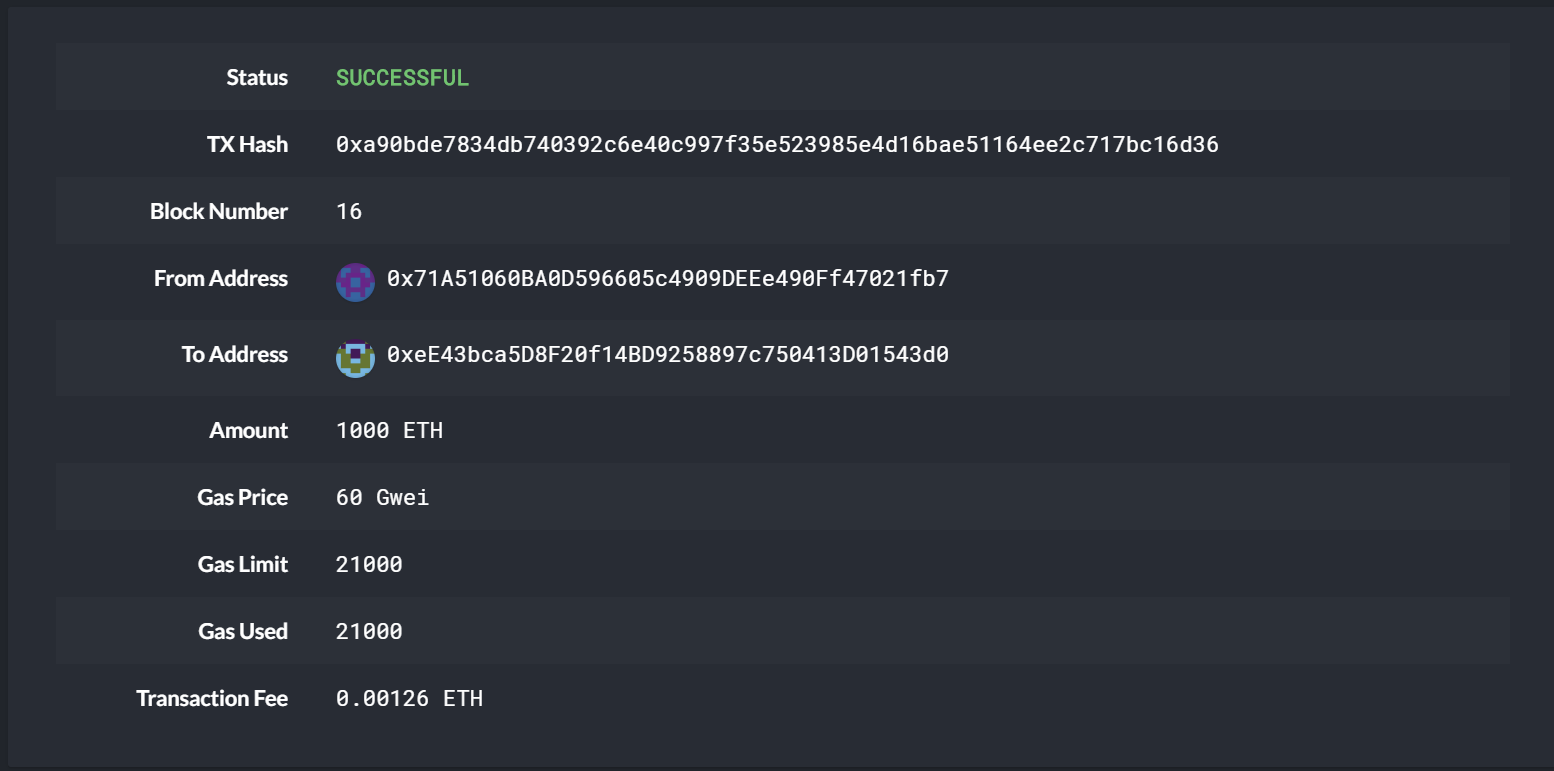 Status SUCCESSFUL
TX Hash 0xa90bde7834db740392c6e40c997f35e523985e4d16bae51164ee2c717bc16d36
Block Number 16
From Address 0x71A51060BA0D596605c4909DEEe490Ff47021fb7
To Address 0xeE43bca5D8F20f14BD9258897c750413D01543d0
Amount 1000 ETH
Gas Price 60 Gwei
Gas Limit 21000
Gas Used 21000
Transaction Fee 0.00126 ETH